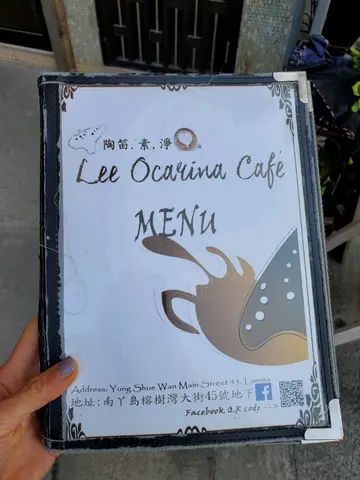 陶笛.素.淨
Lee Ocarina Café
MENU
Address: Yung Shue Wan Main Street 45, Lamma
地址:南丫島榕樹灣大街45號地下
Facebook QR code -->